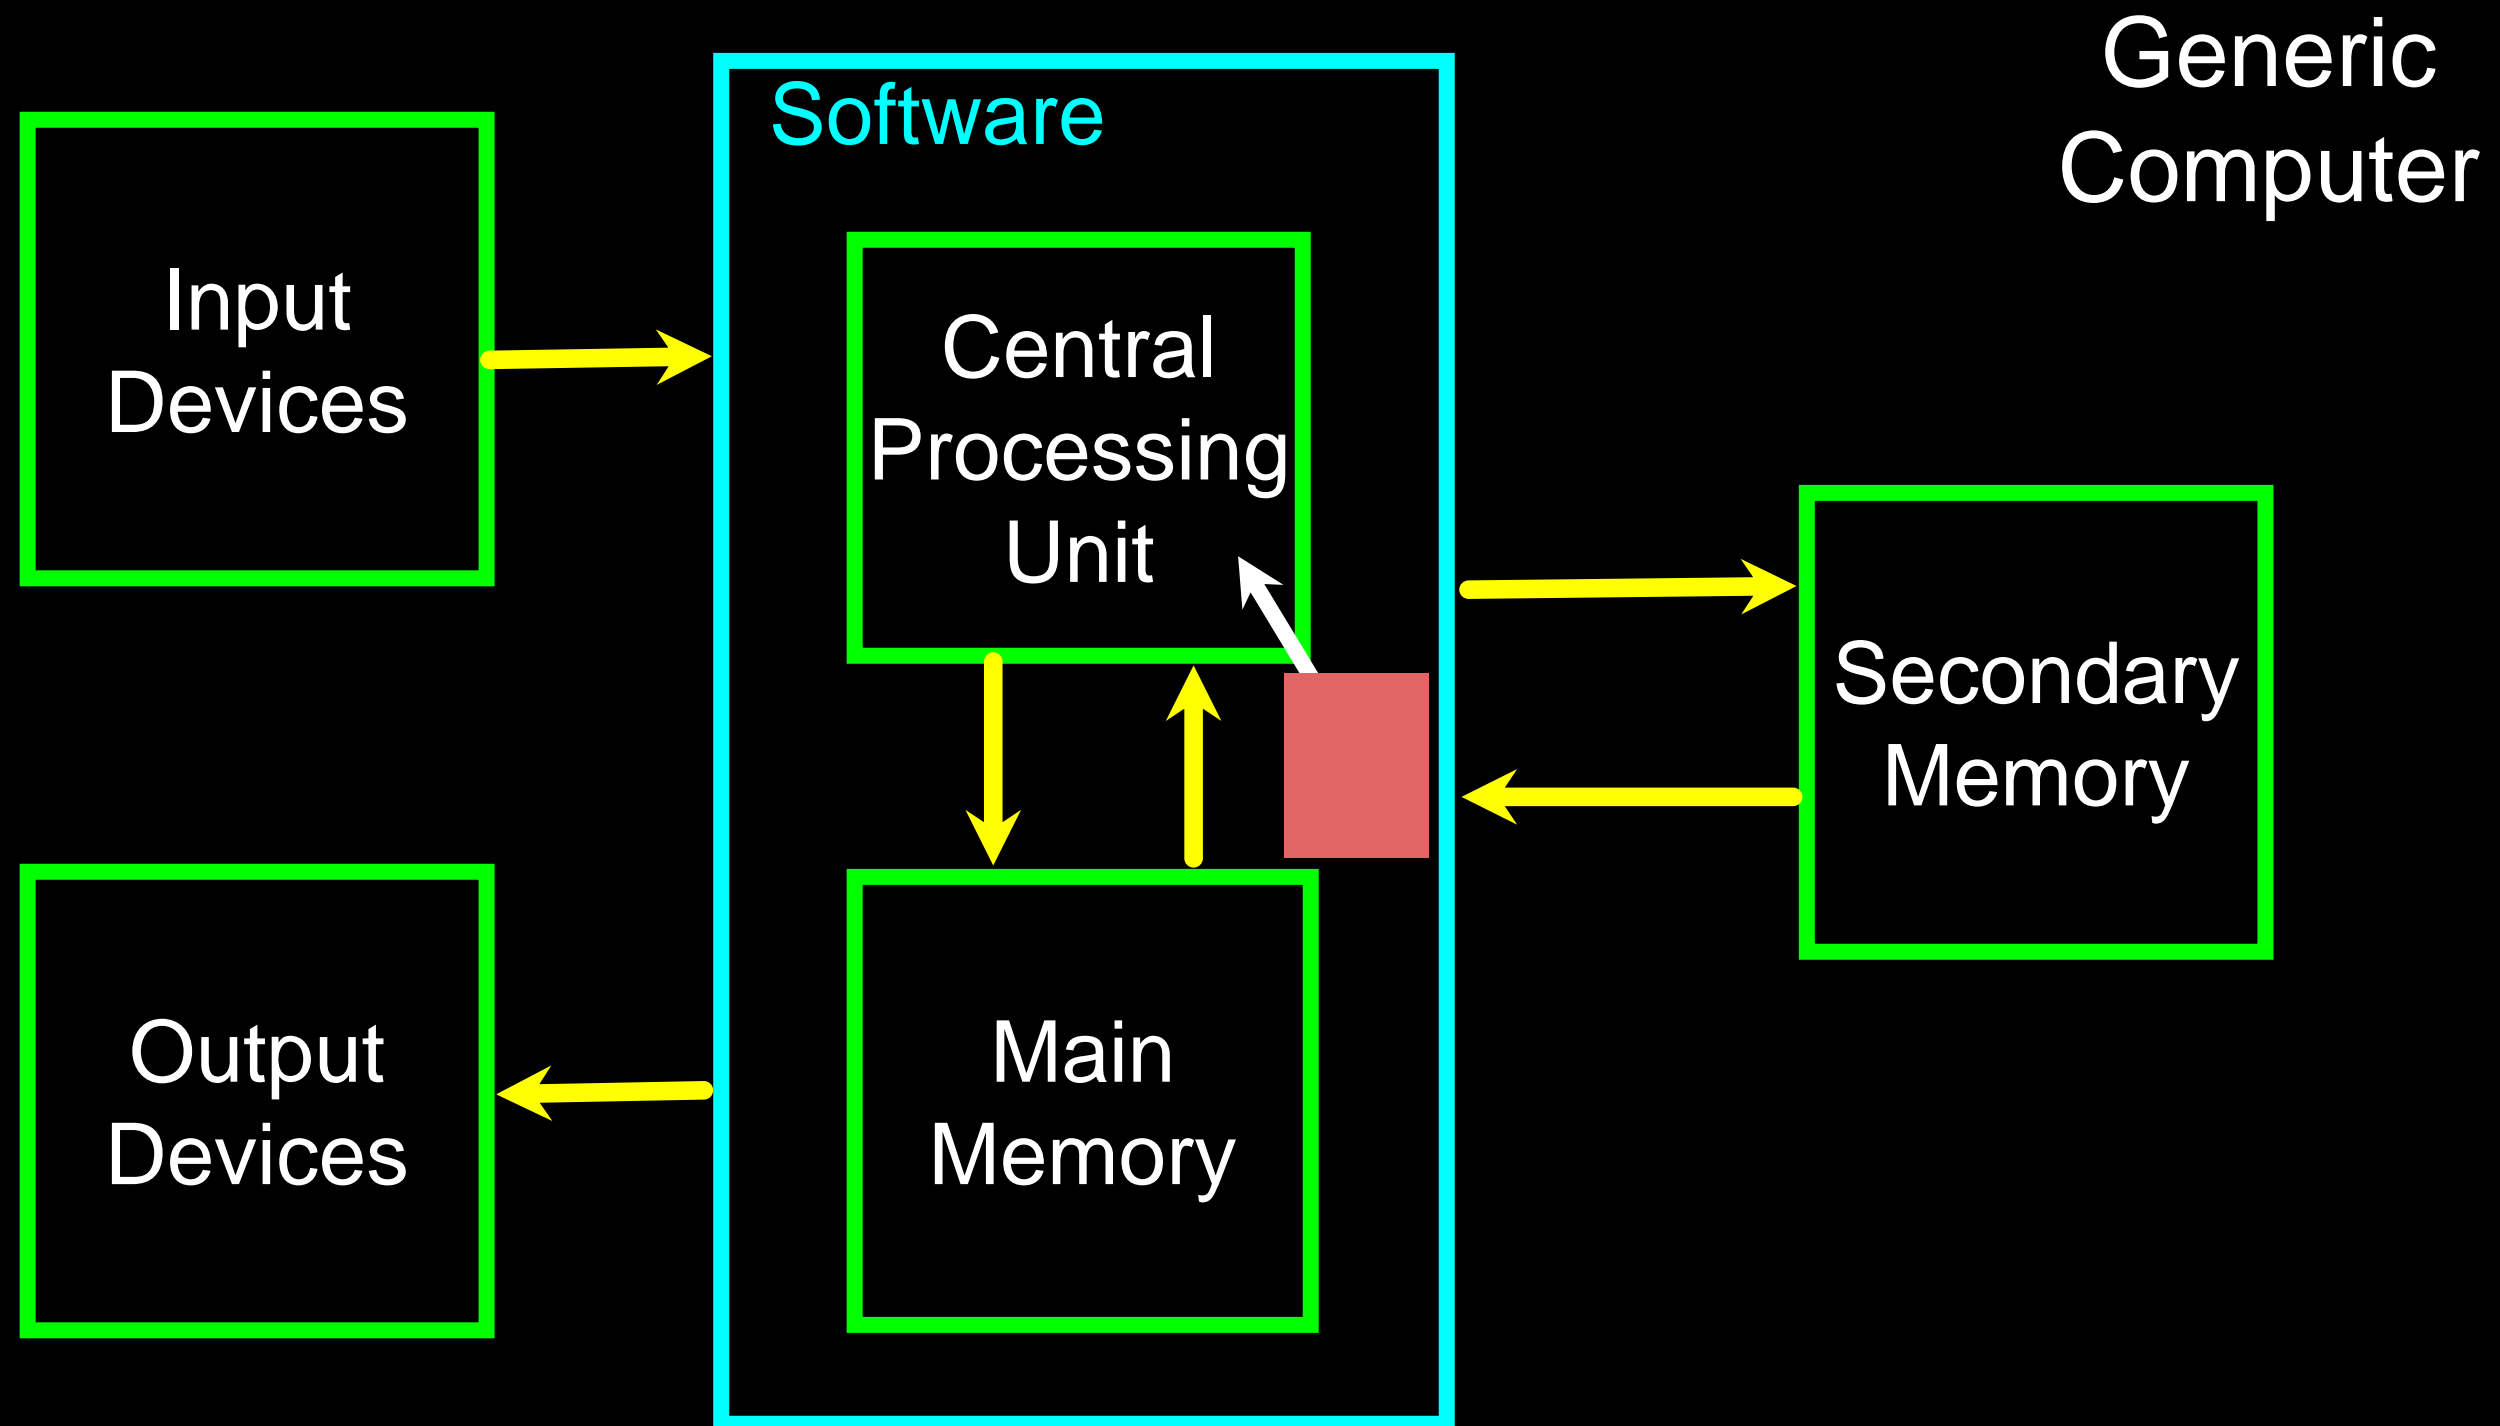 Generic
Computer
Software
Input
Devices
Central
Processing
Unit
Secondary
Memory
Output
Devices
Main
Memory